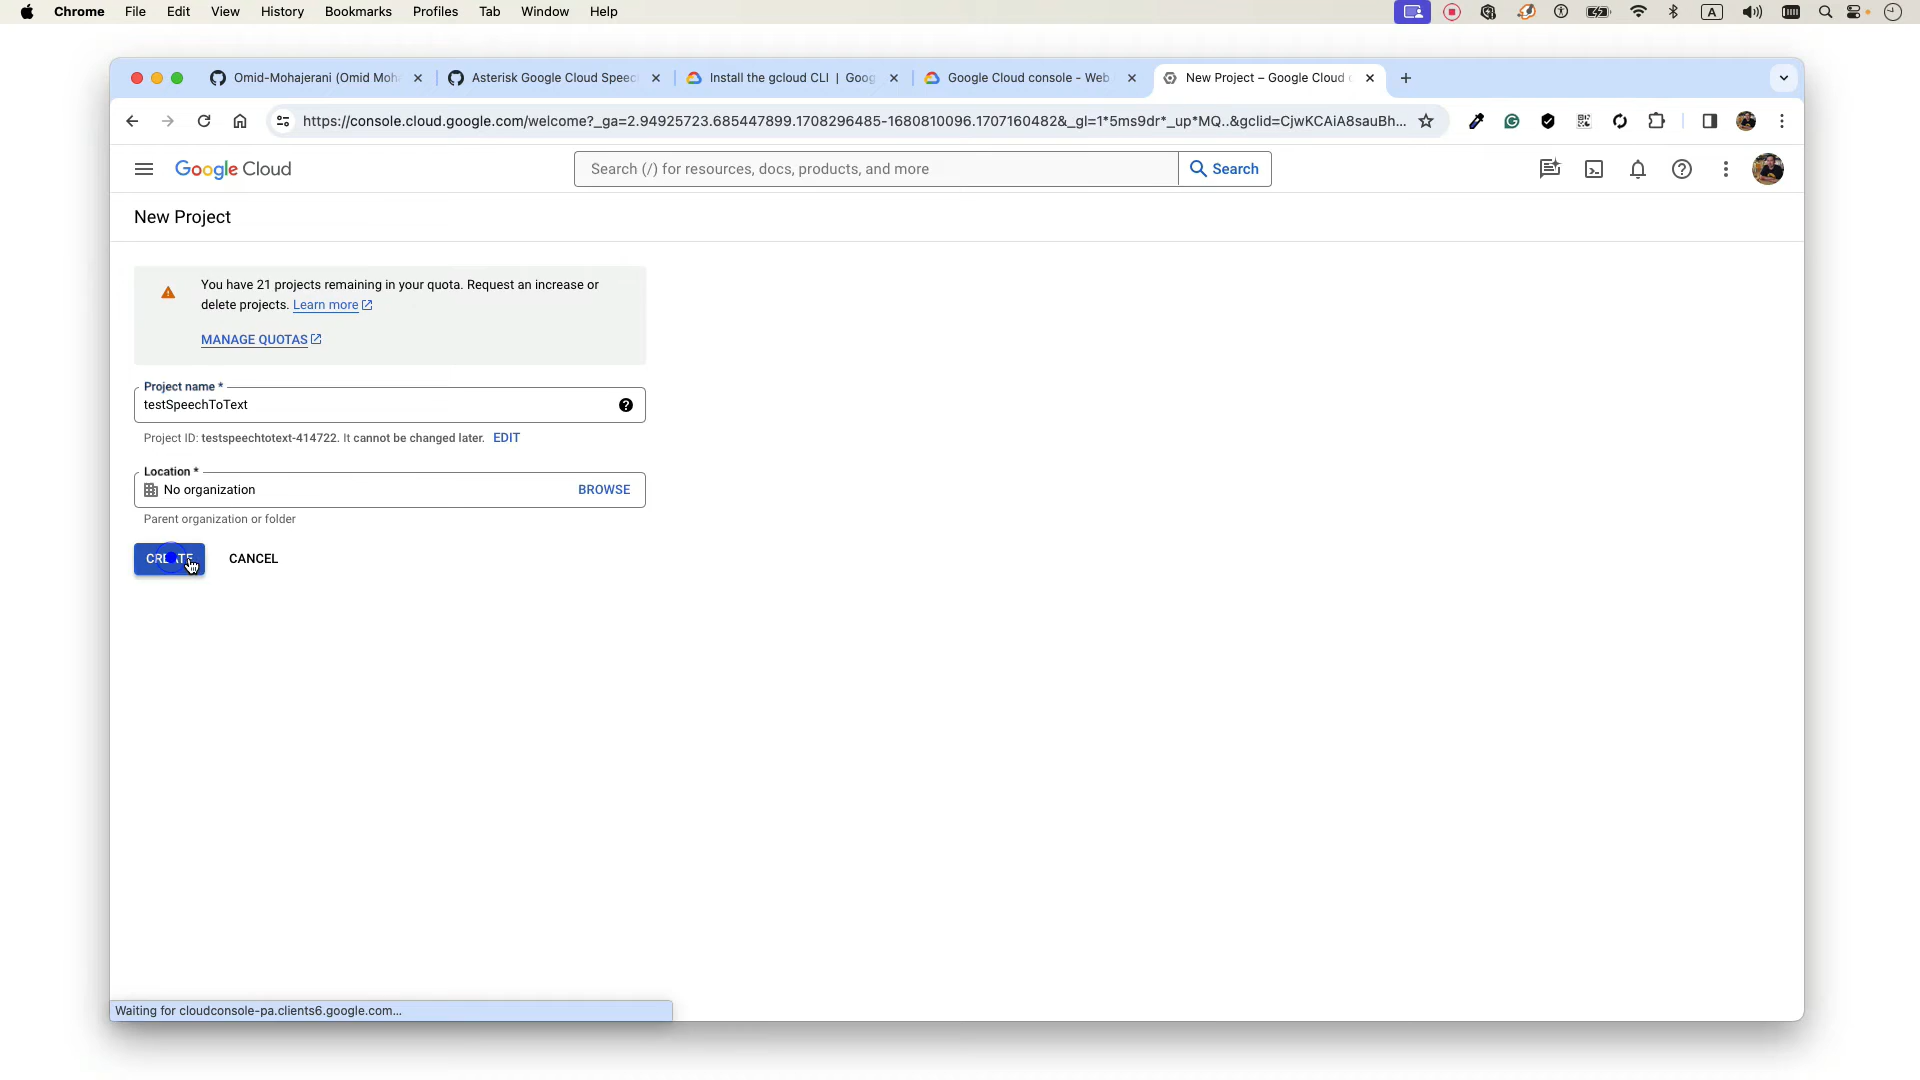 Chrome File Edit View History Bookmarks Profiles Tab Window Help
A
Omid-Mohajerani (Omid Moh
Asterisk Google Cloud Speec
Install the gcloud CLI | Goog
Google Cloud console - Web
New Project – Google Cloud c
https://console.cloud.google.com/welcome?_ga=2.94925723.685447899.1708296485-1680810096.1707160482&_gl=1*5ms9dr*_up*MQ..&gclid=CjwKCAiA8sauBh...
Google Cloud
Search (/) for resources, docs, products, and more
Search
New Project
You have 21 projects remaining in your quota. Request an increase or
delete projects. Learn more
MANAGE QUOTAS
Project name *
testSpeechToText
Project ID: testspeechtotext-414722. It cannot be changed later. EDIT
Location *
No organization
BROWSE
Parent organization or folder
CREATE
CANCEL
Waiting for cloudconsole-pa.clients6.google.com...